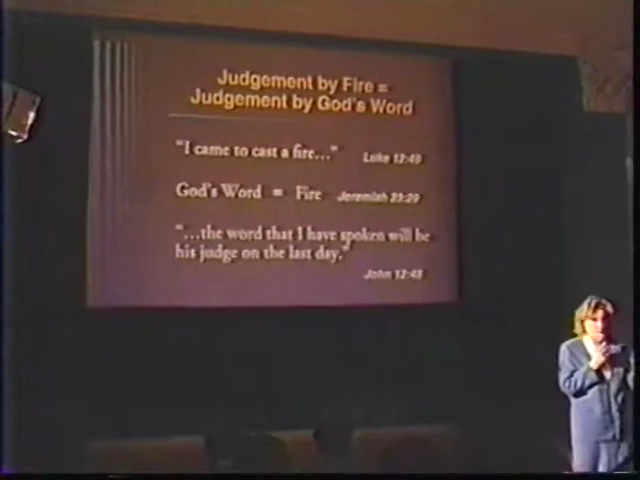 Judgement by Fire =
Judgement by God's Word
"I came to cast a fire..." Luke 12:49
God's Word = Fire Jeremiah 23:29
"...the word that I have spoken will be
his judge on the last day."
John 12:48